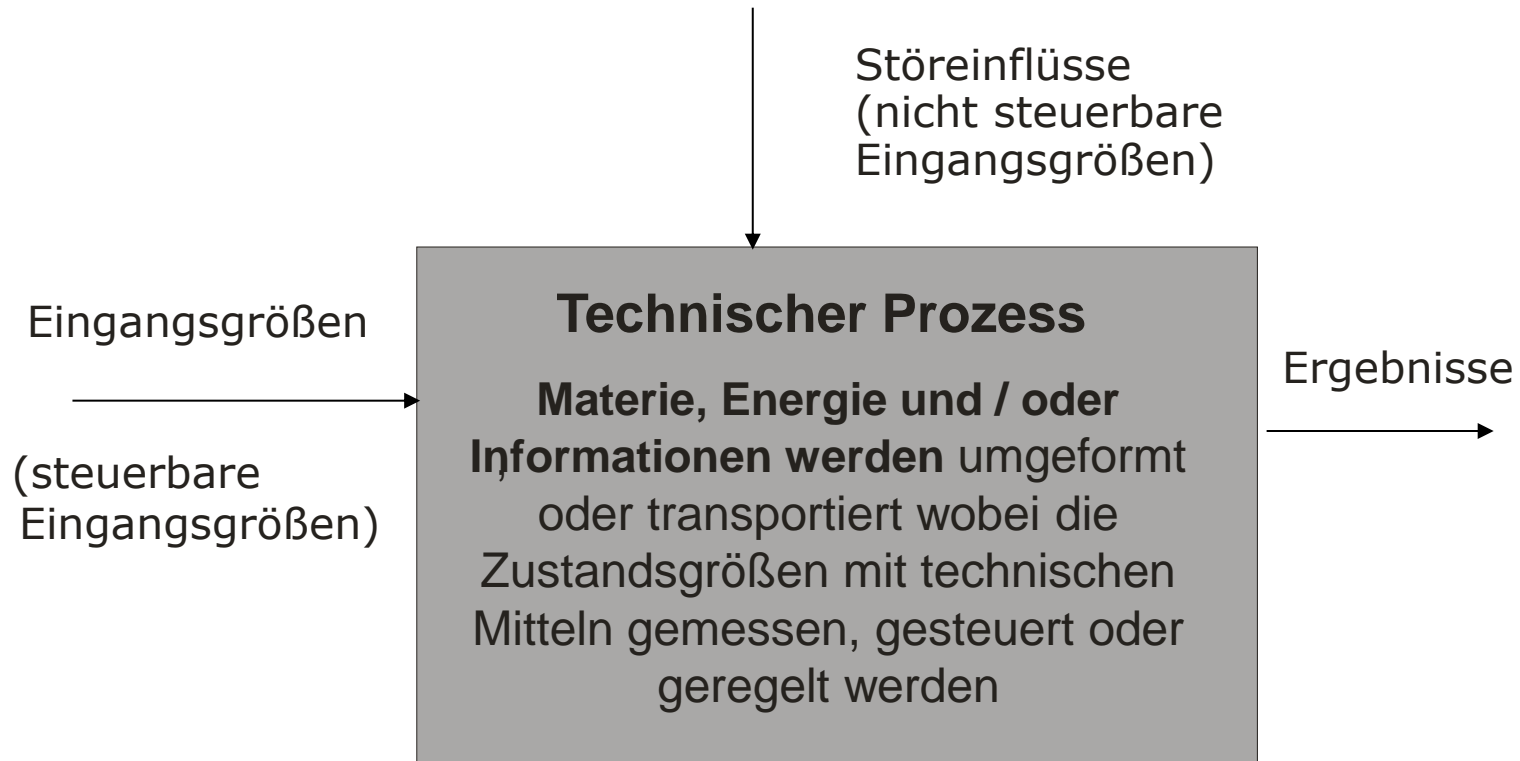 Störeinflüsse
(nicht steuerbare
Eingangsgrößen)
Eingangsgrößen
(steuerbare
Eingangsgrößen)
Technischer Prozess
Materie, Energie und / oder
Informationen werden umgeformt
oder transportiert wobei die
Zustandsgrößen mit technischen
Mitteln gemessen, gesteuert oder
geregelt werden
Ergebnisse